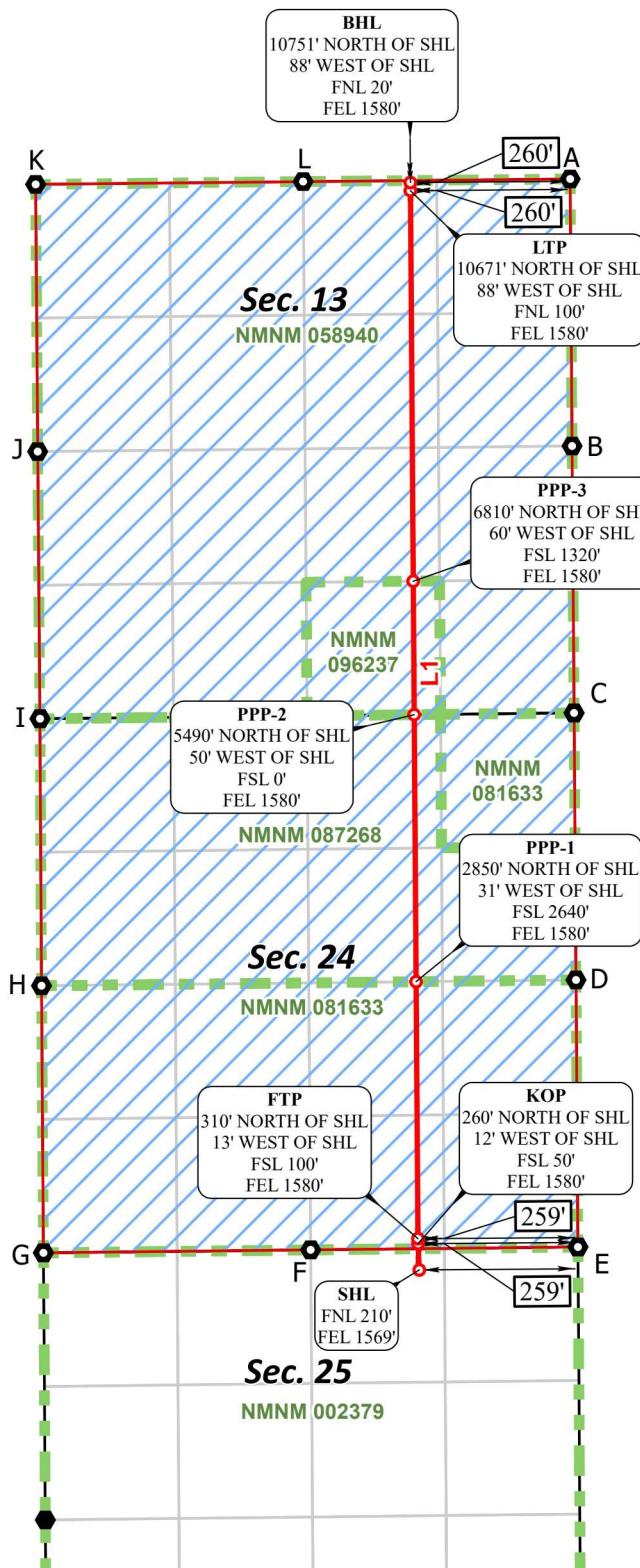 BHL
10751' NORTH OF SHL
88' WEST OF SHL
FNL 20'
FEL 1580'
K
L
260'
A
260'
LTP
10671' NORTH OF SHL
88' WEST OF SHL
FNL 100'
FEL 1580'
Sec. 13
NMNM 058940
J
B
PPP-3
6810' NORTH OF SH
60' WEST OF SHL
FSL 1320'
FEL 1580'
NMNM
096237
L1
I
C
PPP-2
5490' NORTH OF SHL
50' WEST OF SHL
FSL 0'
FEL 1580'
NMNM
081633
NMNM 087268
PPP-1
2850' NORTH OF SHL
31' WEST OF SHL
FSL 2640'
FEL 1580'
Sec. 24
H
D
NMNM 081633
FTP
310' NORTH OF SHL
13' WEST OF SHL
FSL 100'
FEL 1580'
KOP
260' NORTH OF SHL
12' WEST OF SHL
FSL 50'
FEL 1580'
259'
G
F
E
259'
SHL
FNL 210'
FEL 1569'
Sec. 25
NMNM 002379